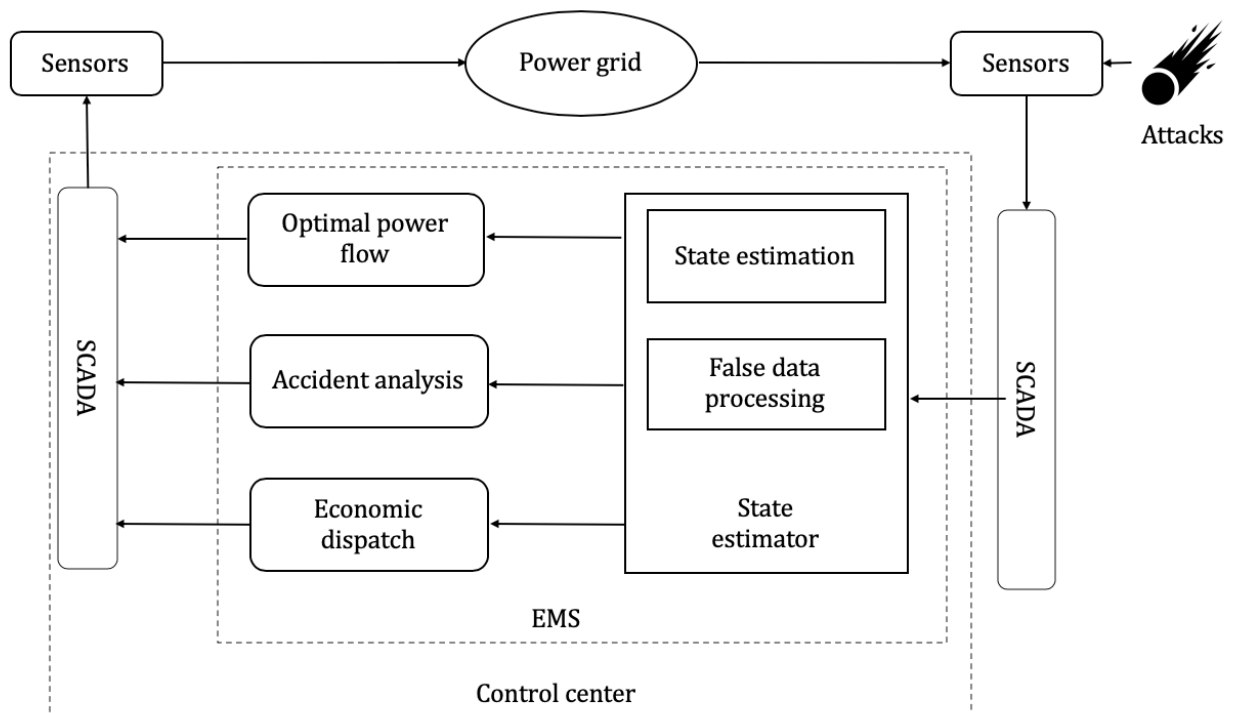 Sensors
Power grid
Sensors
Attacks
Optimal power
flow
State estimation
SCADA
Accident analysis
False data
processing
SCADA
Economic
dispatch
State
estimator
EMS
Control center